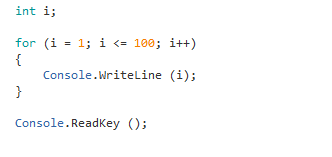 int i;
for (i = 1; i <= 100; i++)
{
    Console.WriteLine (i);
}
Console.ReadKey ();